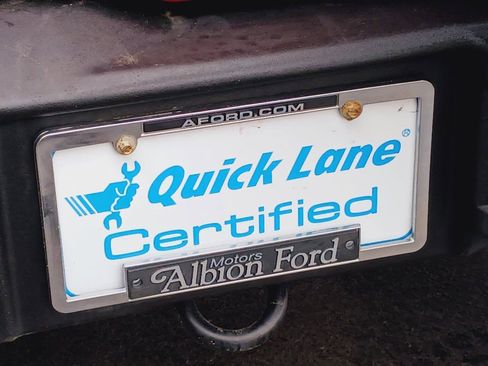 AFORD.COM
Quick Lane®
Certified
Motors
Albion Ford